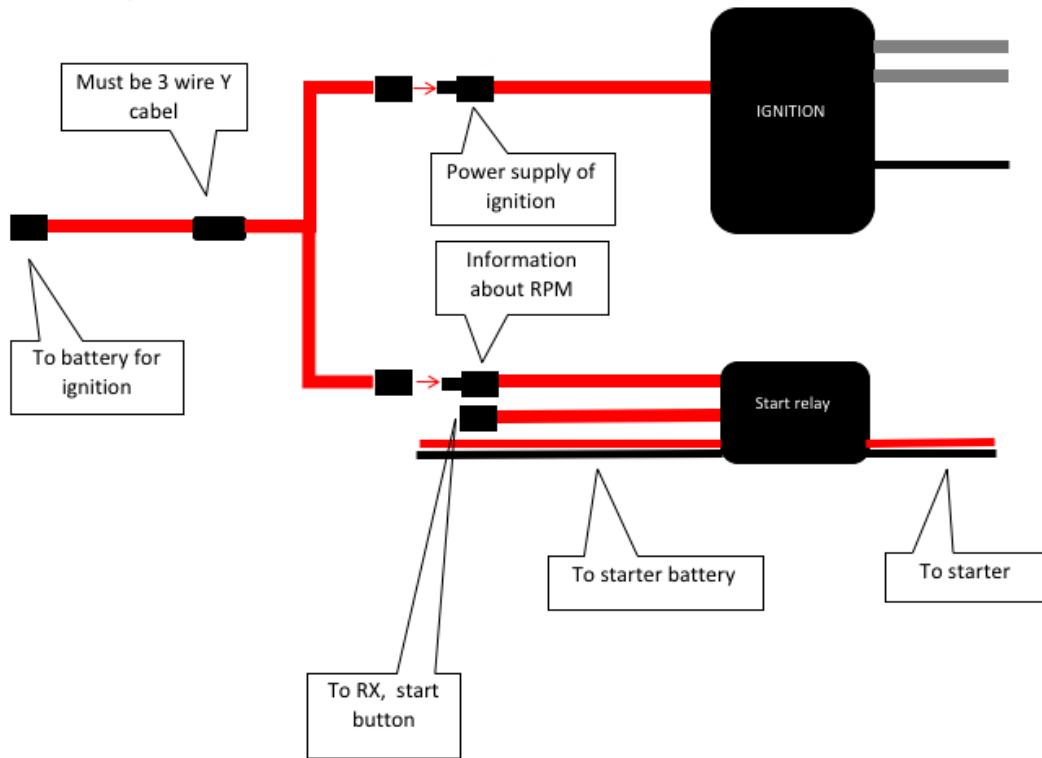 Must be 3 wire Y
cabel
IGNITION
Power supply of
ignition
Information
about RPM
To battery for
ignition
Start relay
To starter battery
To starter
To RX, start
button